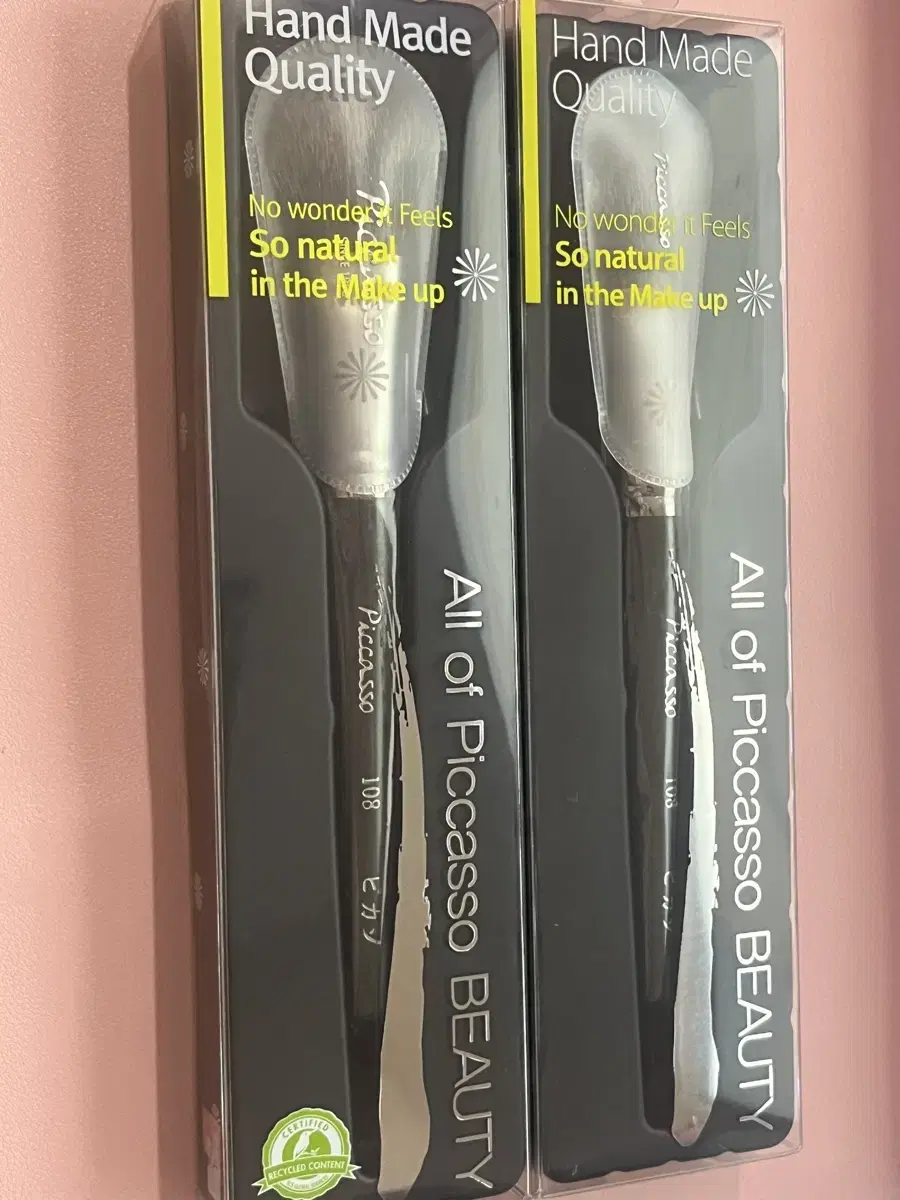 Hand Made
Quality
No wonder it Feels
So natural
in the Make up
Piccasso
Piccasso
108
ピカソ
All of Piccasso BEAUTY
CERTIFIED
RECYCLED CONTENT
Hand Made
Quality
No wonder it Feels
So natural
in the Make up
Piccasso
Piccasso
108
All of Piccasso BEAUTY